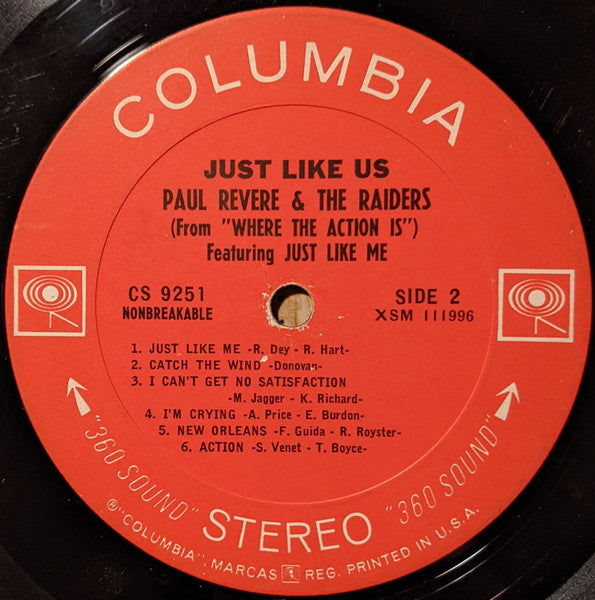 COLUMBIA
JUST LIKE US
PAUL REVERE & THE RAIDERS
(From "WHERE THE ACTION IS")
Featuring JUST LIKE ME
CS 9251
NONBREAKABLE
SIDE 2
XSM 111996
1. JUST LIKE ME -R. Dey - R. Hart-
2. CATCH THE WIND -Donovan-
3. I CAN'T GET NO SATISFACTION
-M. Jagger - K. Richard-
4. I'M CRYING -A. Price - E. Burdon-
5. NEW ORLEANS -F. Guida - R. Royster-
6. ACTION -S. Venet - T. Boyce-
"360 SOUND" STEREO "360 SOUND"
®"COLUMBIA", MARCAS REG. PRINTED IN U.S.A.